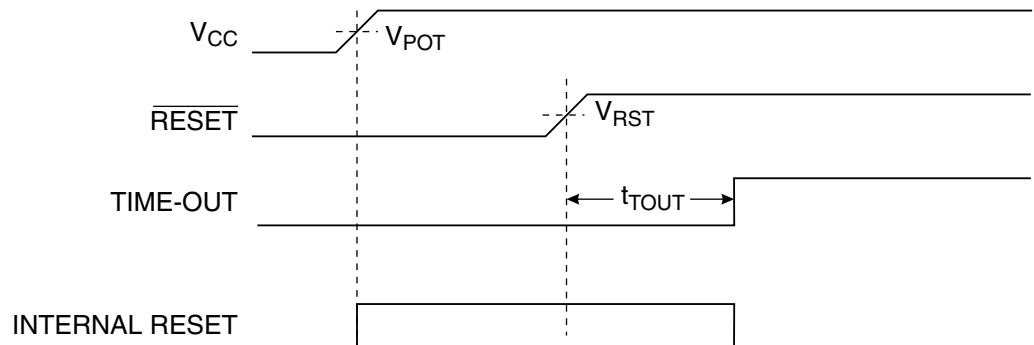 VCC
VPOT
RESET
VRST
TIME-OUT
tTOUT
INTERNAL RESET